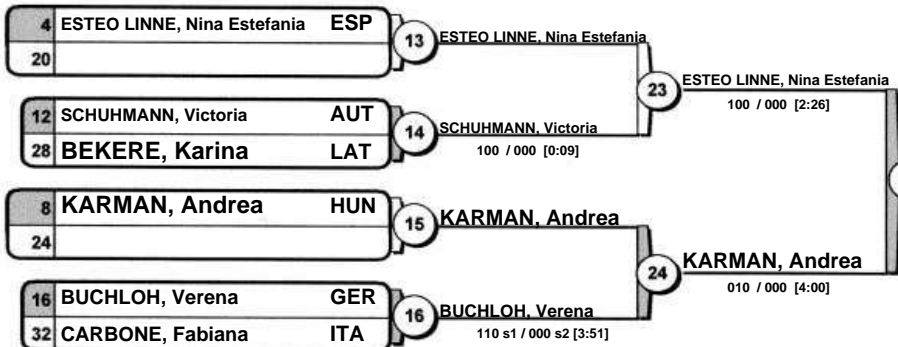 4 ESTEO LINNE, Nina Estefania ESP
20
13
ESTEO LINNE, Nina Estefania
12 SCHUHMANN, Victoria AUT
28 BEKERE, Karina LAT
14
SCHUHMANN, Victoria
100 / 000 [0:09]
23
ESTEO LINNE, Nina Estefania
100 / 000 [2:26]
8 KARMAN, Andrea HUN
24
15
KARMAN, Andrea
16 BUCHLOH, Verena GER
32 CARBONE, Fabiana ITA
16
BUCHLOH, Verena
110 s1 / 000 s2 [3:51]
24
KARMAN, Andrea
010 / 000 [4:00]